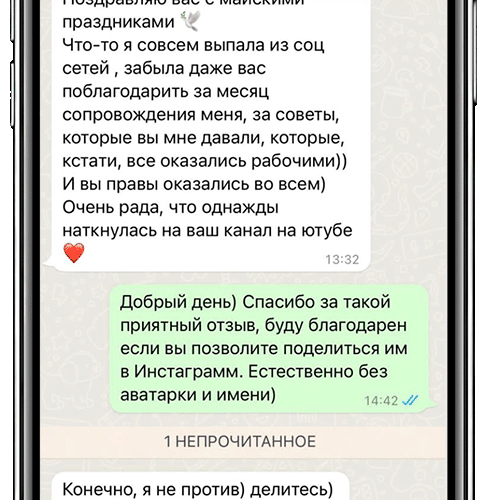 Поздравляю вас с майскими
праздниками 🕊️
Что-то я совсем выпала из соц
сетей , забыла даже вас
поблагодарить за месяц
сопровождения меня, за советы,
которые вы мне давали, которые,
кстати, все оказались рабочими))
И вы правы оказались во всем)
Очень рада, что однажды
наткнулась на ваш канал на ютубе
❤️
13:32
Добрый день) Спасибо за такой
приятный отзыв, буду благодарен
если вы позволите поделиться им
в Инстаграмм. Естественно без
аватарки и имени)
14:42
1 НЕПРОЧИТАННОЕ
Конечно, я не против) делитесь)